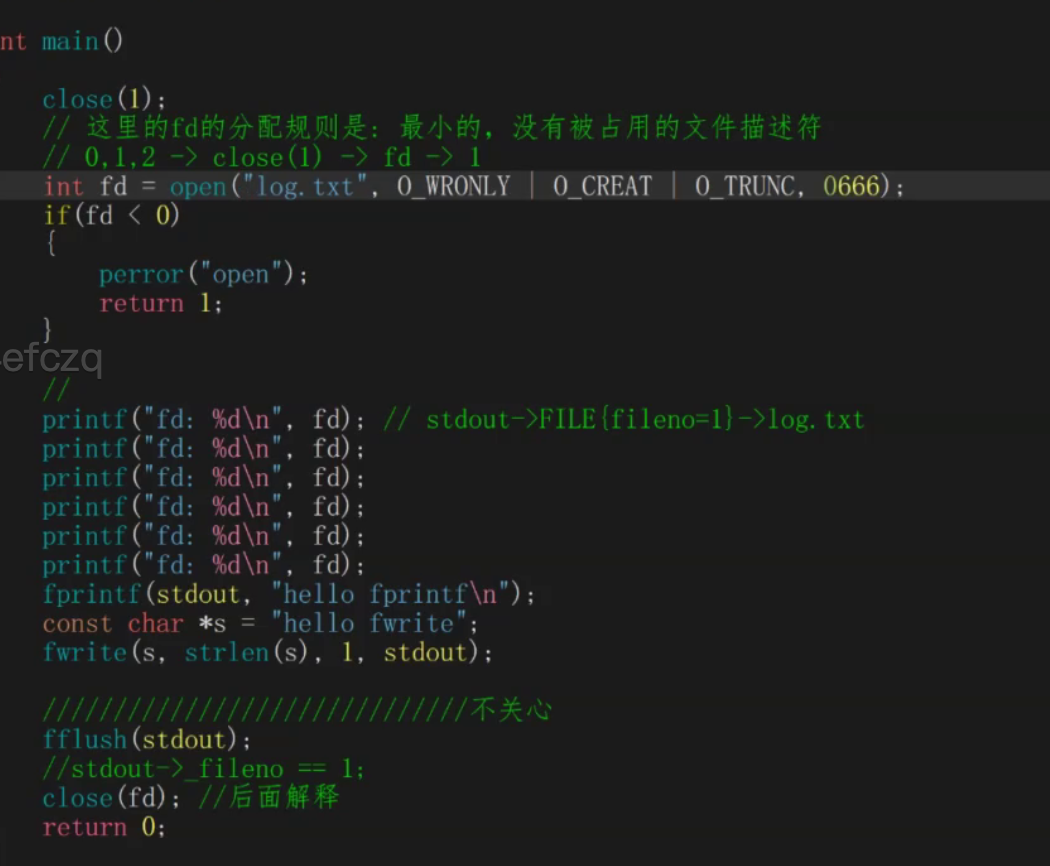 nt main()
close(1);
// 这里的fd的分配规则是：最小的，没有被占用的文件描述符
// 0,1,2 -> close(1) -> fd -> 1
int fd = open("log.txt", O_WRONLY | O_CREAT | O_TRUNC, 0666);
if(fd < 0)
{
perror("open");
return 1;
}
efczq
//
printf("fd: %d\n", fd); // stdout->FILE{fileno=1}->log.txt
printf("fd: %d\n", fd);
printf("fd: %d\n", fd);
printf("fd: %d\n", fd);
printf("fd: %d\n", fd);
printf("fd: %d\n", fd);
fprintf(stdout, "hello fprintf\n");
const char *s = "hello fwrite";
fwrite(s, strlen(s), 1, stdout);
//////////////////////////////不关心
fflush(stdout);
//stdout->_fileno == 1;
close(fd); //后面解释
return 0;